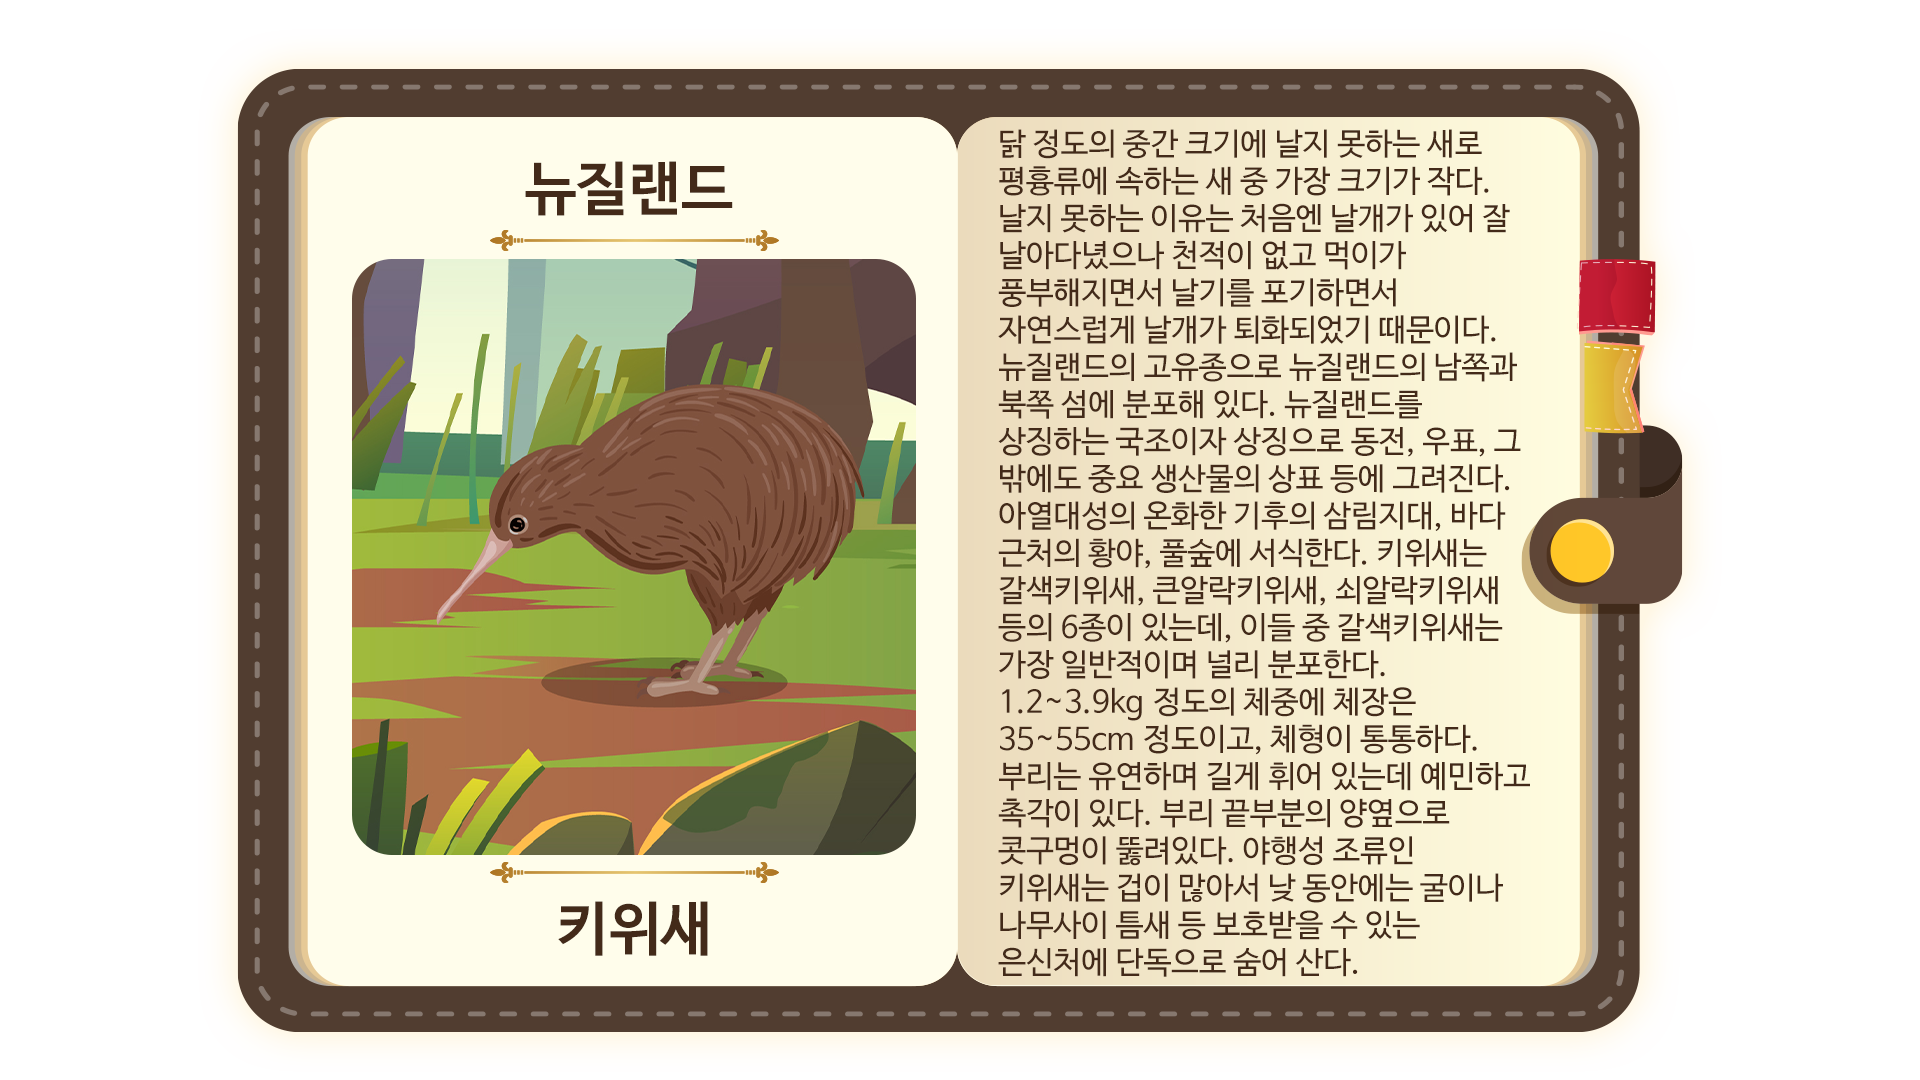 뉴질랜드
키위새
닭 정도의 중간 크기에 날지 못하는 새로
평흉류에 속하는 새 중 가장 크기가 작다.
날지 못하는 이유는 처음엔 날개가 있어 잘
날아다녔으나 천적이 없고 먹이가
풍부해지면서 날기를 포기하면서
자연스럽게 날개가 퇴화되었기 때문이다.
뉴질랜드의 고유종으로 뉴질랜드의 남쪽과
북쪽 섬에 분포해 있다. 뉴질랜드를
상징하는 국조이자 상징으로 동전, 우표, 그
밖에도 중요 생산물의 상표 등에 그려진다.
아열대성의 온화한 기후의 삼림지대, 바다
근처의 황야, 풀숲에 서식한다. 키위새는
갈색키위새, 큰알락키위새, 쇠알락키위새
등의 6종이 있는데, 이들 중 갈색키위새는
가장 일반적이며 널리 분포한다.
1.2~3.9kg 정도의 체중에 체장은
35~55cm 정도이고, 체형이 통통하다.
부리는 유연하며 길게 휘어 있는데 예민하고
촉각이 있다. 부리 끝부분의 양옆으로
콧구멍이 뚫려있다. 야행성 조류인
키위새는 겁이 많아서 낮 동안에는 굴이나
나무사이 틈새 등 보호받을 수 있는
은신처에 단독으로 숨어 산다.